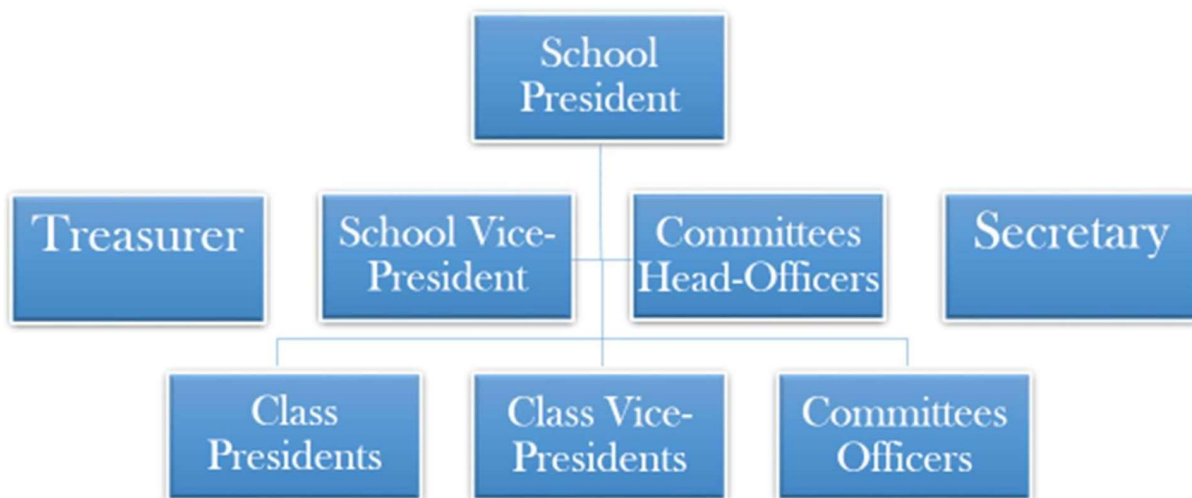 School
President
Treasurer
School Vice-
President
Committees
Head-Officers
Secretary
Class
Presidents
Class Vice-
Presidents
Committees
Officers